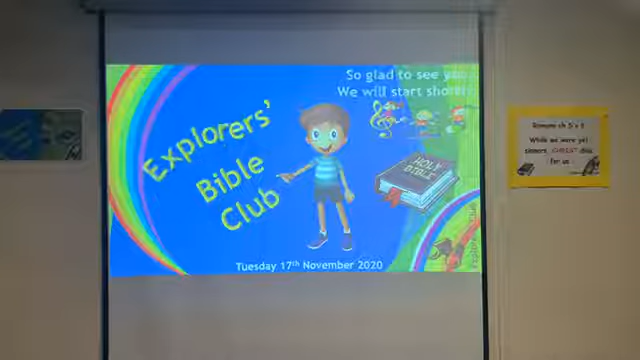 So glad to see
We will start
Explorers'
Bible
Club
HOLY
BIBLE
Tuesday 17th November 2020
Romans ch 5 v 8
While we were yet
sinners, CHRIST died
for us